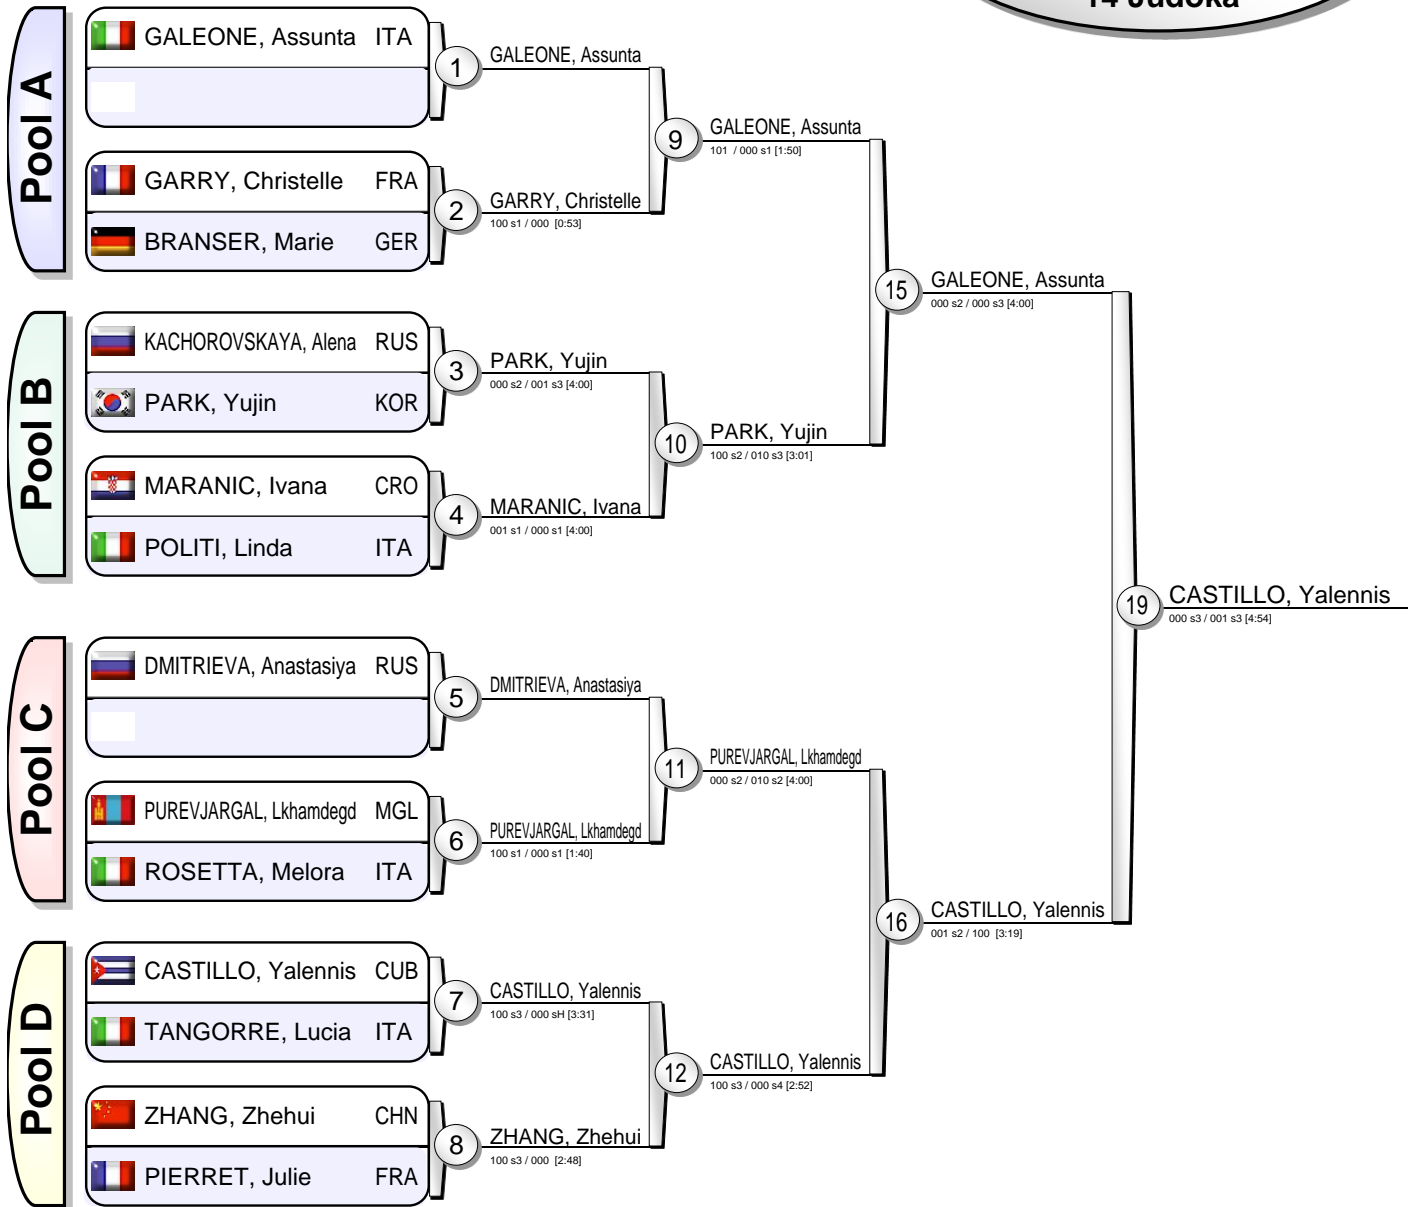 14 Judoka
Pool A
GALEONE, Assunta ITA
1
GALEONE, Assunta
GARRY, Christelle FRA
BRANSER, Marie GER
2
GARRY, Christelle
100 s1 / 000 [0:53]
9
GALEONE, Assunta
101 / 000 s1 [1:50]
Pool B
KACHOROVSKAYA, Alena RUS
PARK, Yujin KOR
3
PARK, Yujin
000 s2 / 001 s3 [4:00]
MARANIC, Ivana CRO
POLITI, Linda ITA
4
MARANIC, Ivana
001 s1 / 000 s1 [4:00]
10
PARK, Yujin
100 s2 / 010 s3 [3:01]
15
GALEONE, Assunta
000 s2 / 000 s3 [4:00]
Pool C
DMITRIEVA, Anastasiya RUS
5
DMITRIEVA, Anastasiya
PUREVJARGAL, Lkhamdegd MGL
ROSETTA, Melora ITA
6
PUREVJARGAL, Lkhamdegd
100 s1 / 000 s1 [1:40]
11
PUREVJARGAL, Lkhamdegd
000 s2 / 010 s2 [4:00]
Pool D
CASTILLO, Yalennis CUB
TANGORRE, Lucia ITA
7
CASTILLO, Yalennis
100 s3 / 000 sH [3:31]
ZHANG, Zhehui CHN
PIERRET, Julie FRA
8
ZHANG, Zhehui
100 s3 / 000 [2:48]
12
CASTILLO, Yalennis
100 s3 / 000 s4 [2:52]
16
CASTILLO, Yalennis
001 s2 / 100 [3:19]
19
CASTILLO, Yalennis
000 s3 / 001 s3 [4:54]